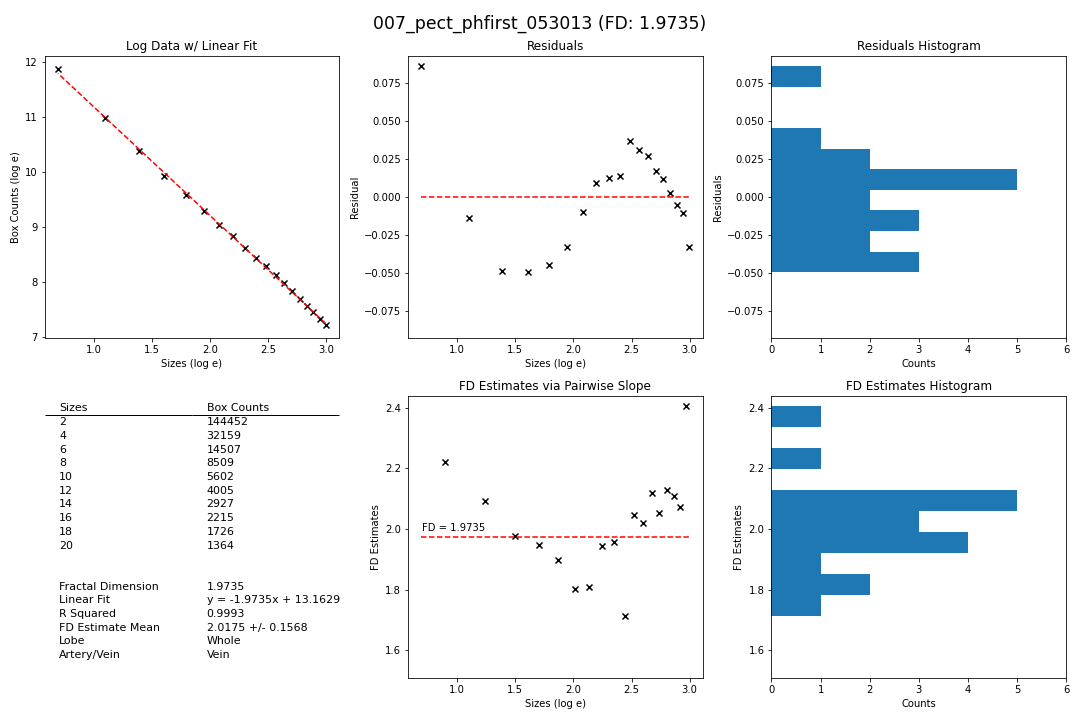 007_pect_phfirst_053013 (FD: 1.9735)
Log Data w/ Linear Fit
12
11
10
9
8
7
Box Counts (log e)
1.0 1.5 2.0 2.5 3.0
Sizes (log e)
Residuals
0.075
0.050
0.025
0.000
−0.025
−0.050
−0.075
Residual
1.0 1.5 2.0 2.5 3.0
Sizes (log e)
Residuals Histogram
0.075
0.050
0.025
0.000
−0.025
−0.050
−0.075
Residuals
0 1 2 3 4 5 6
Counts
Sizes Box Counts
2 144452
4 32159
6 14507
8 8509
10 5602
12 4005
14 2927
16 2215
18 1726
20 1364
Fractal Dimension 1.9735
Linear Fit y = -1.9735x + 13.1629
R Squared 0.9993
FD Estimate Mean 2.0175 +/- 0.1568
Lobe Whole
Artery/Vein Vein
FD Estimates via Pairwise Slope
2.4
2.2
2.0
1.8
1.6
FD Estimates
FD = 1.9735
1.0 1.5 2.0 2.5 3.0
Sizes (log e)
FD Estimates Histogram
2.4
2.2
2.0
1.8
1.6
FD Estimates
0 1 2 3 4 5 6
Counts